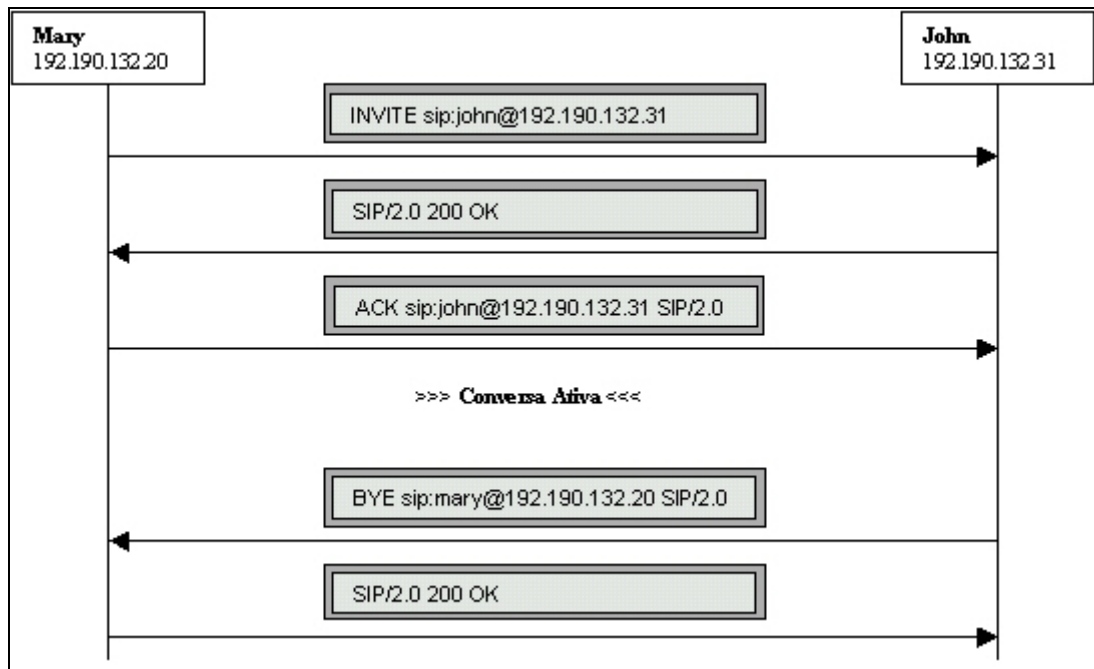 Mary
192.190.132.20
John
192.190.132.31
INVITE sip:john@192.190.132.31
SIP/2.0 200 OK
ACK sip:john@192.190.132.31 SIP/2.0
>>> Conversa Ativa <<<
BYE sip:mary@192.190.132.20 SIP/2.0
SIP/2.0 200 OK